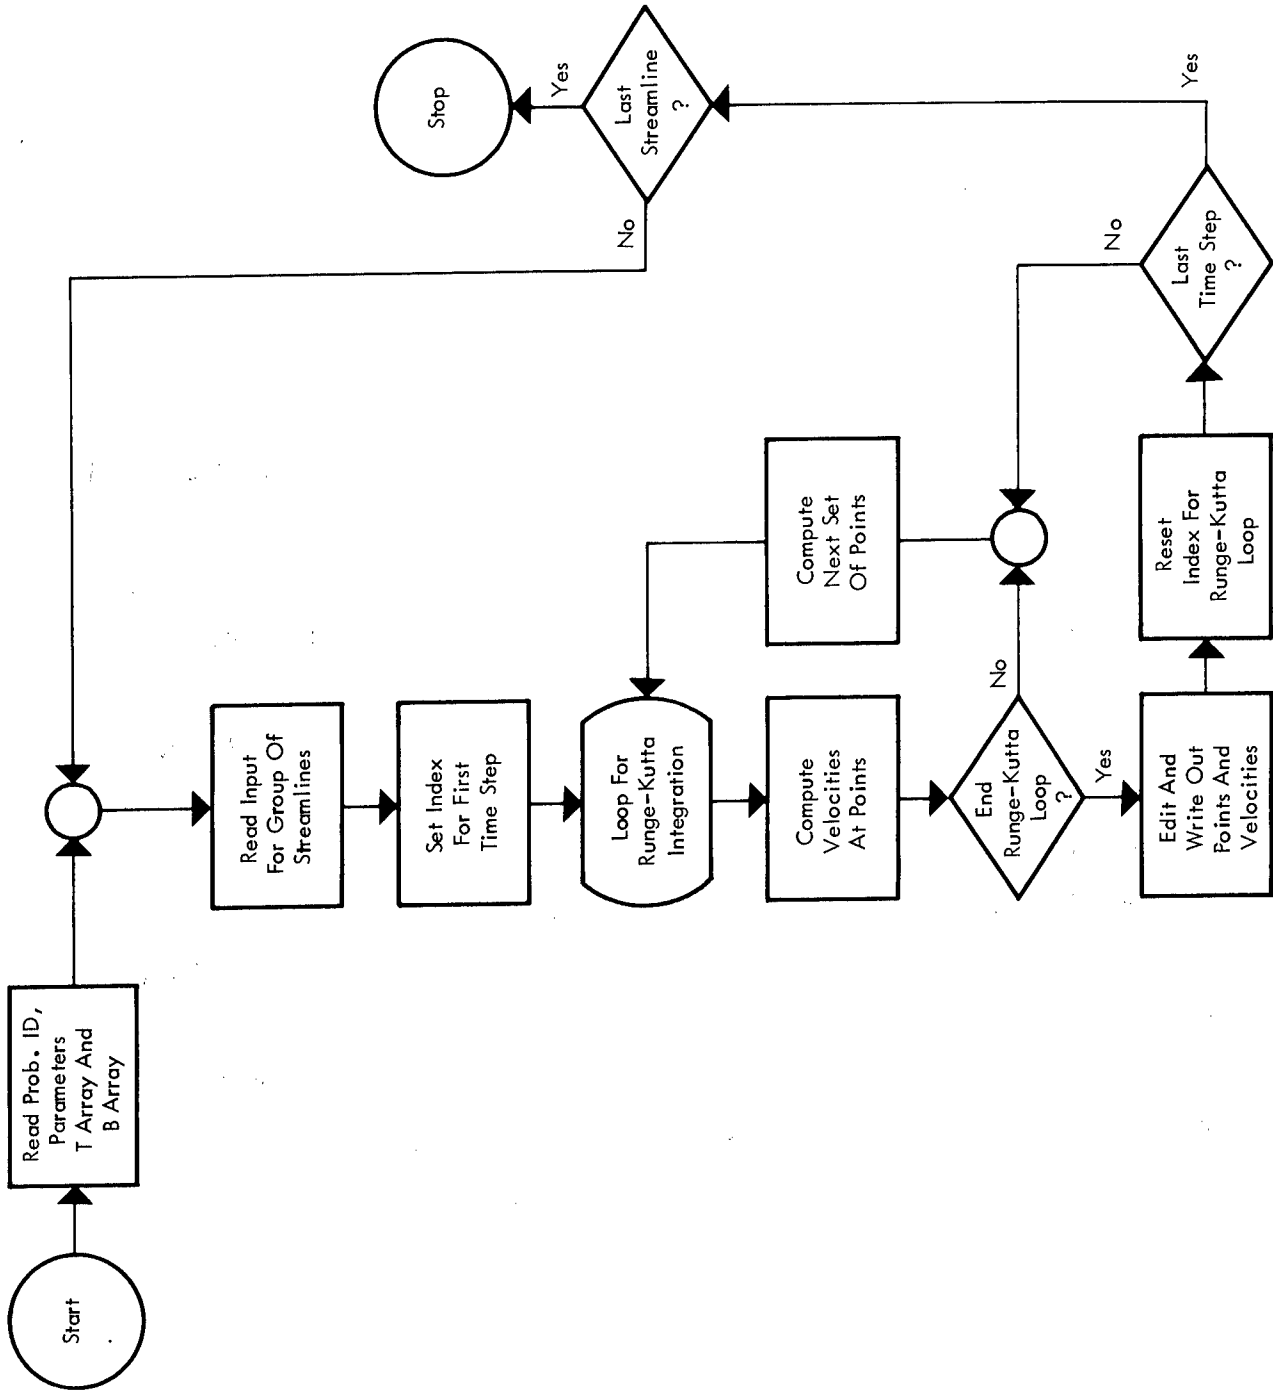 Start
Read Prob. ID,
Parameters
T Array And
B Array
Read Input
For Group Of
Streamlines
Set Index
For First
Time Step
Loop For
Runge-Kutta
Integration
Compute
Velocities
At Points
End
Runge-Kutta
Loop
?
No
Yes
Compute
Next Set
Of Points
Edit And
Write Out
Points And
Velocities
Reset
Index For
Runge-Kutta
Loop
Last
Time Step
?
No
Yes
Last
Streamline
?
No
Yes
Stop